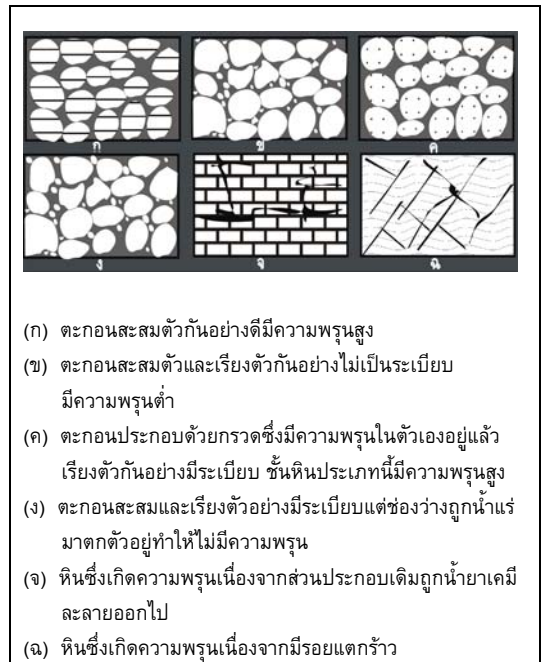 ก ข ค
ง จ ฉ
(ก) ตะกอนสะสมตัวกันอย่างดีมีความพรุนสูง
(ข) ตะกอนสะสมตัวและเรียงตัวกันอย่างไม่เป็นระเบียบ
มีความพรุนต่ำ
(ค) ตะกอนประกอบด้วยกรวดซึ่งมีความพรุนในตัวเองอยู่แล้ว
เรียงตัวกันอย่างมีระเบียบ ชั้นหินประเภทนี้มีความพรุนสูง
(ง) ตะกอนสะสมและเรียงตัวอย่างมีระเบียบแต่ช่องว่างถูกน้ำแร่
มาตกตัวอยู่ทำให้ไม่มีความพรุน
(จ) หินซึ่งเกิดความพรุนเนื่องจากส่วนประกอบเดิมถูกน้ำยาเคมี
ละลายออกไป
(ฉ) หินซึ่งเกิดความพรุนเนื่องจากมีรอยแตกร้าว